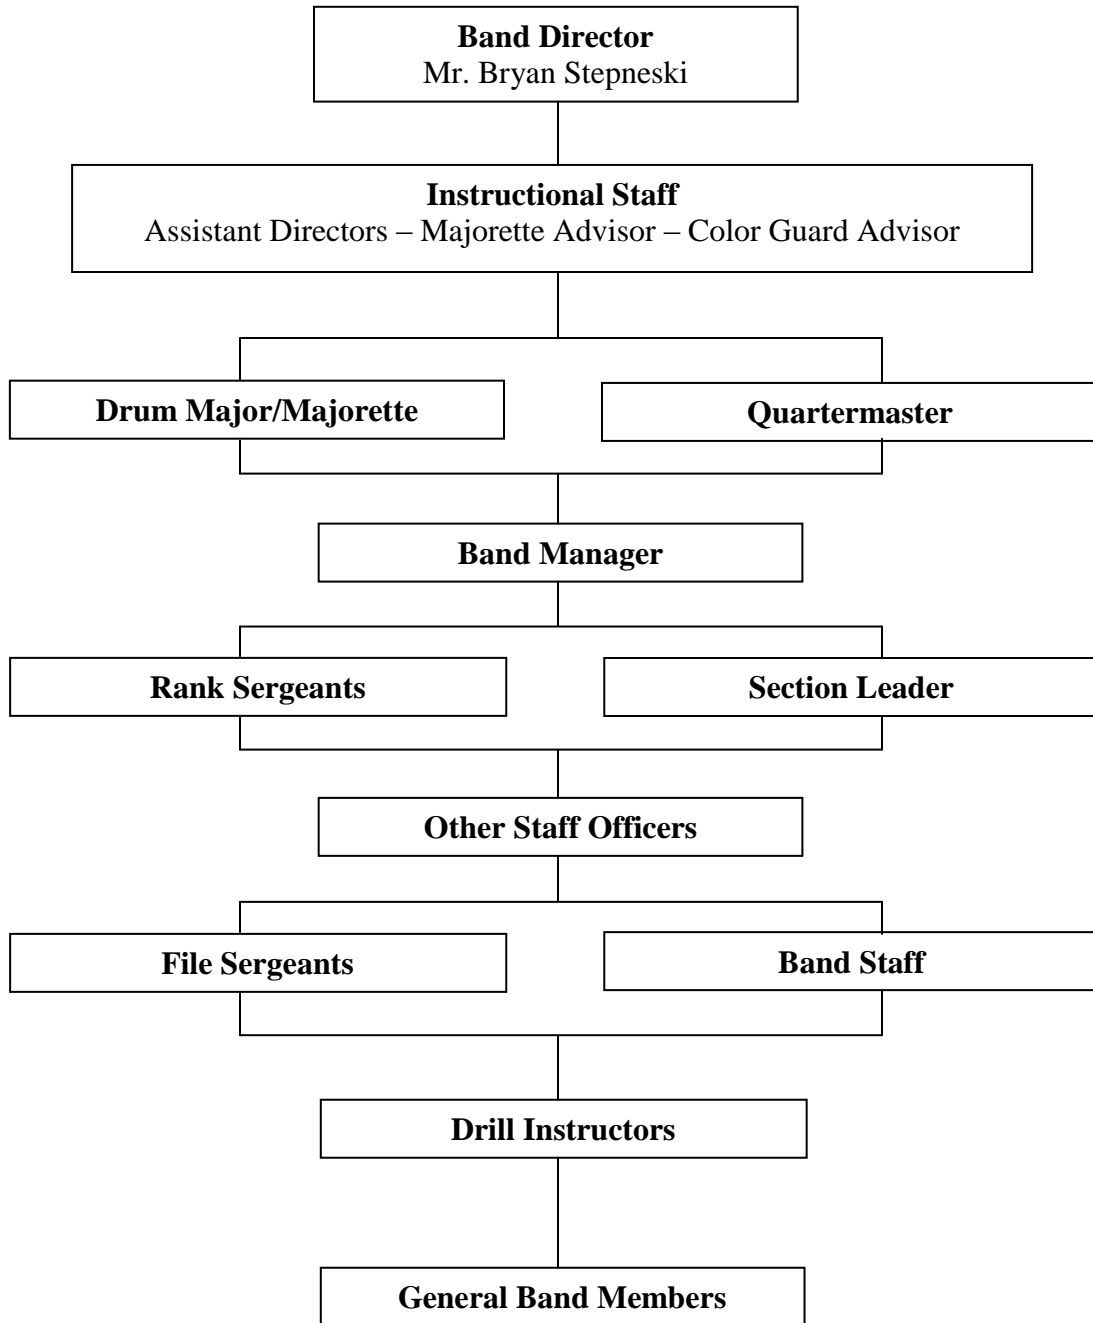 Band Director
Mr. Bryan Stepneski
Instructional Staff
Assistant Directors – Majorette Advisor – Color Guard Advisor
Drum Major/Majorette
Quartermaster
Band Manager
Rank Sergeants
Section Leader
Other Staff Officers
File Sergeants
Band Staff
Drill Instructors
General Band Members